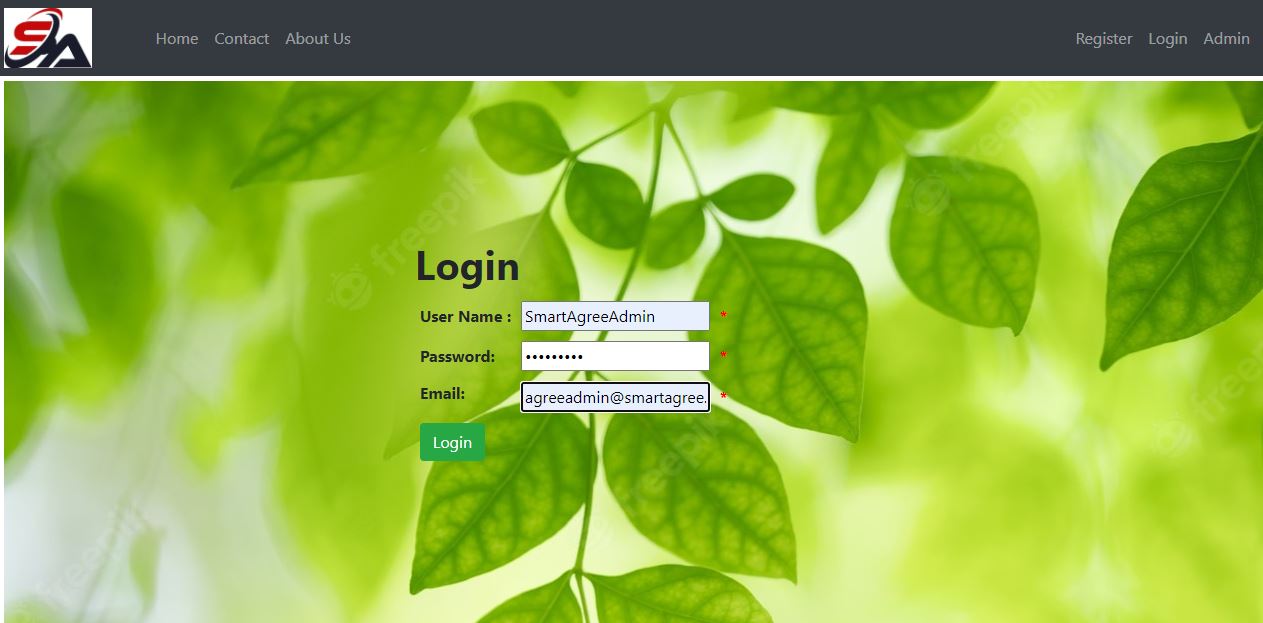 SA
Home Contact About Us Register Login Admin
Login
User Name : SmartAgreeAdmin *
Password: ••••••••• *
Email: agreeadmin@smartagree. *
Login
freepik
freepik
freepik
freepik
freepik